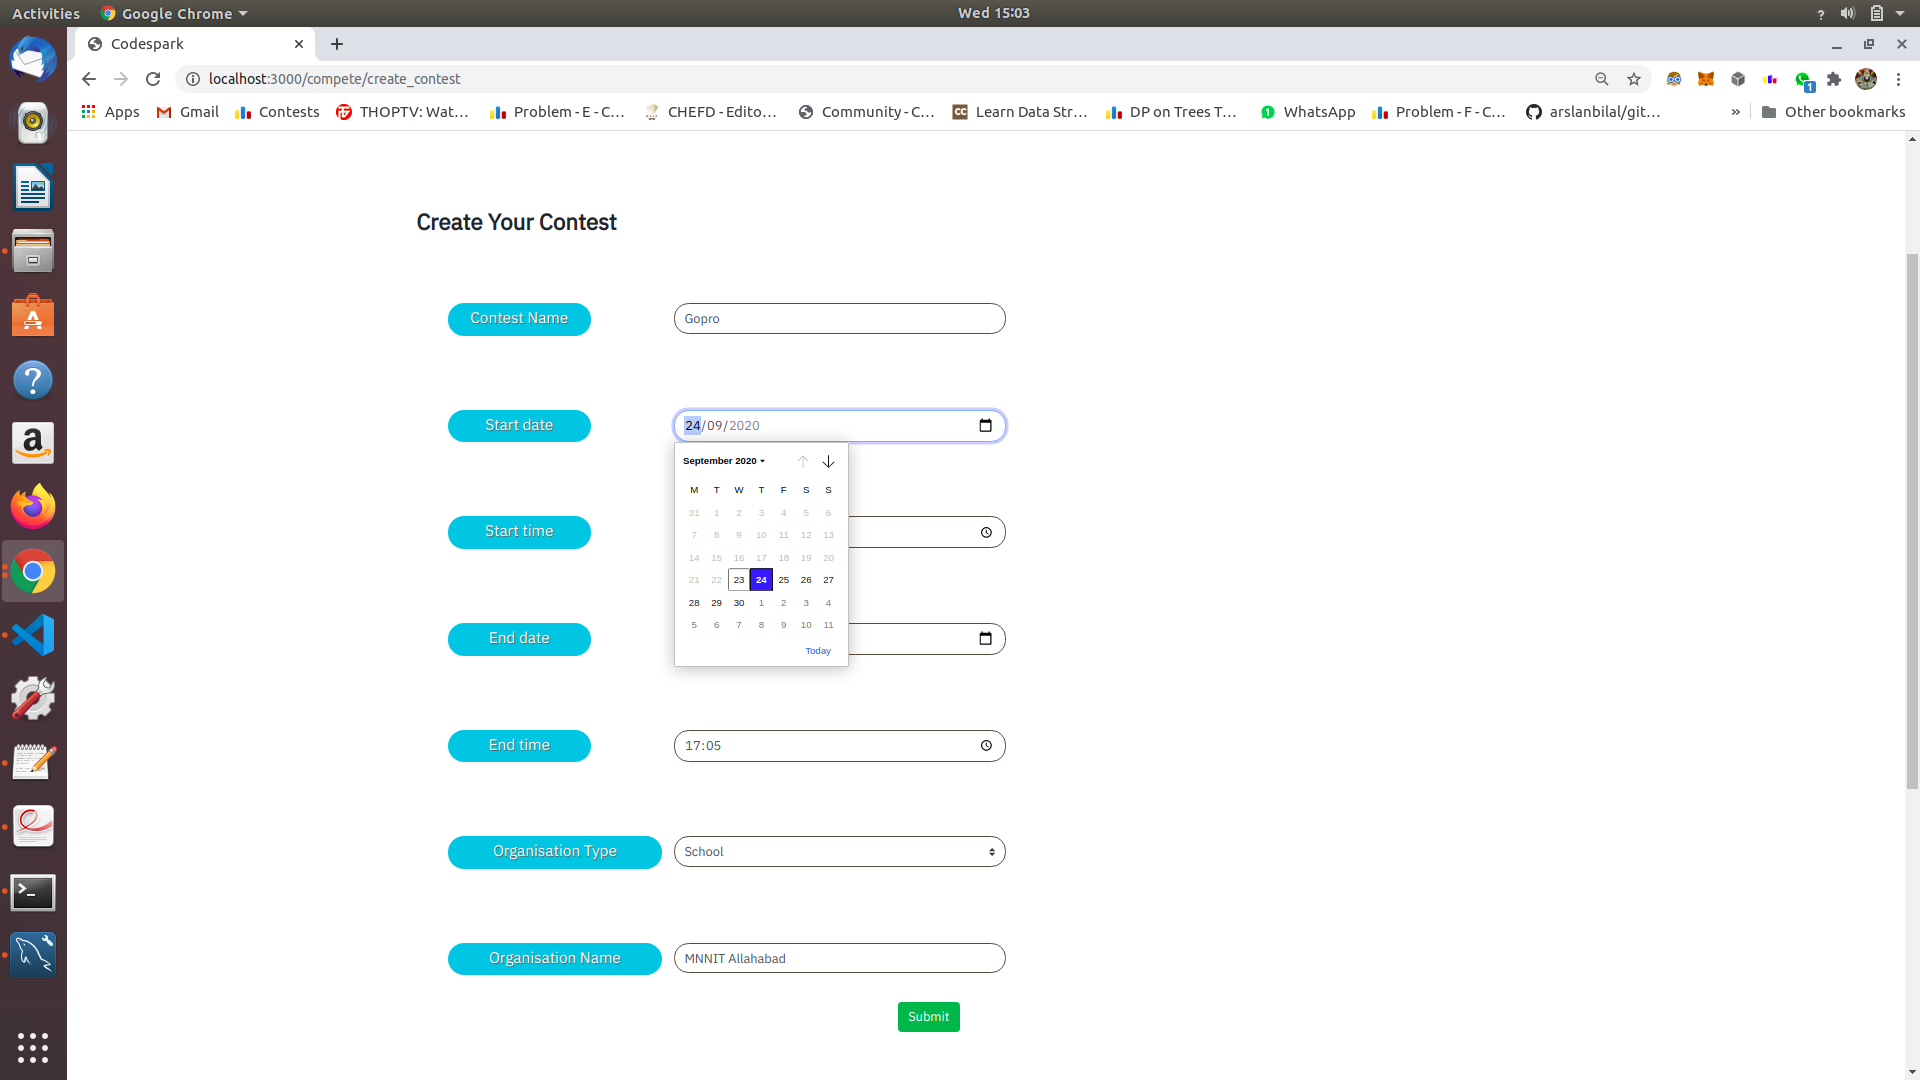 Activities Google Chrome Wed 15:03 ?
Codespark
localhost:3000/compete/create_contest 1
Apps Gmail Contests THOPTV: Wat... Problem - E - C... CHEFD - Edito... Community - C... CC Learn Data Str... DP on Trees T... 1 WhatsApp Problem - F - C... arslanbilal/git... » Other bookmarks
Create Your Contest
Contest Name Gopro
Start date 24/09/2020
September 2020
M T W T F S S
31 1 2 3 4 5 6
Start time
7 8 9 10 11 12 13
14 15 16 17 18 19 20
21 22 23 24 25 26 27
28 29 30 1 2 3 4
5 6 7 8 9 10 11
End date
Today
End time 17:05
Organisation Type School
Organisation Name MNNIT Allahabad
Submit